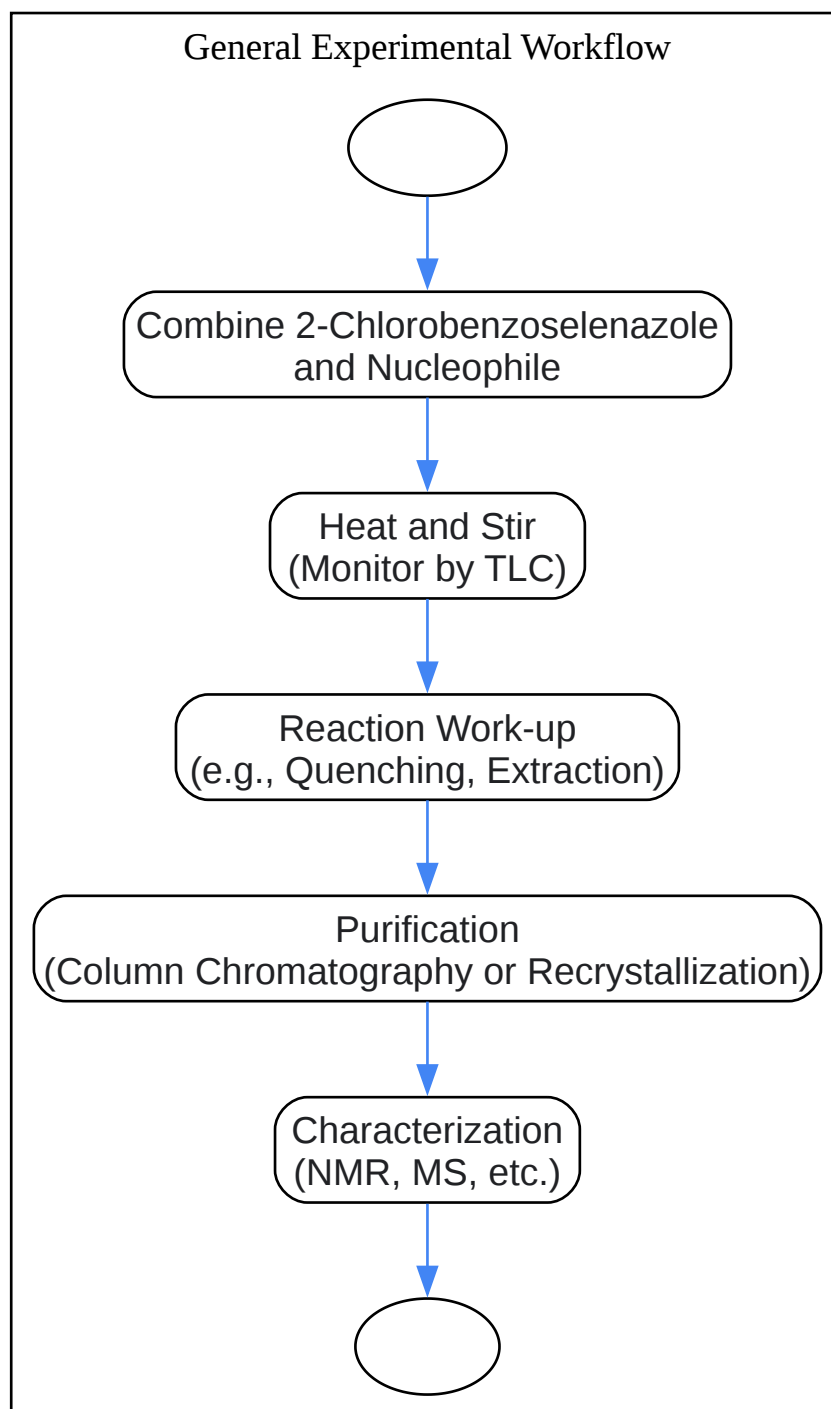 General Experimental Workflow
Combine 2-Chlorobenzoselenazole
and Nucleophile
Heat and Stir
(Monitor by TLC)
Reaction Work-up
(e.g., Quenching, Extraction)
Purification
(Column Chromatography or Recrystallization)
Characterization
(NMR, MS, etc.)